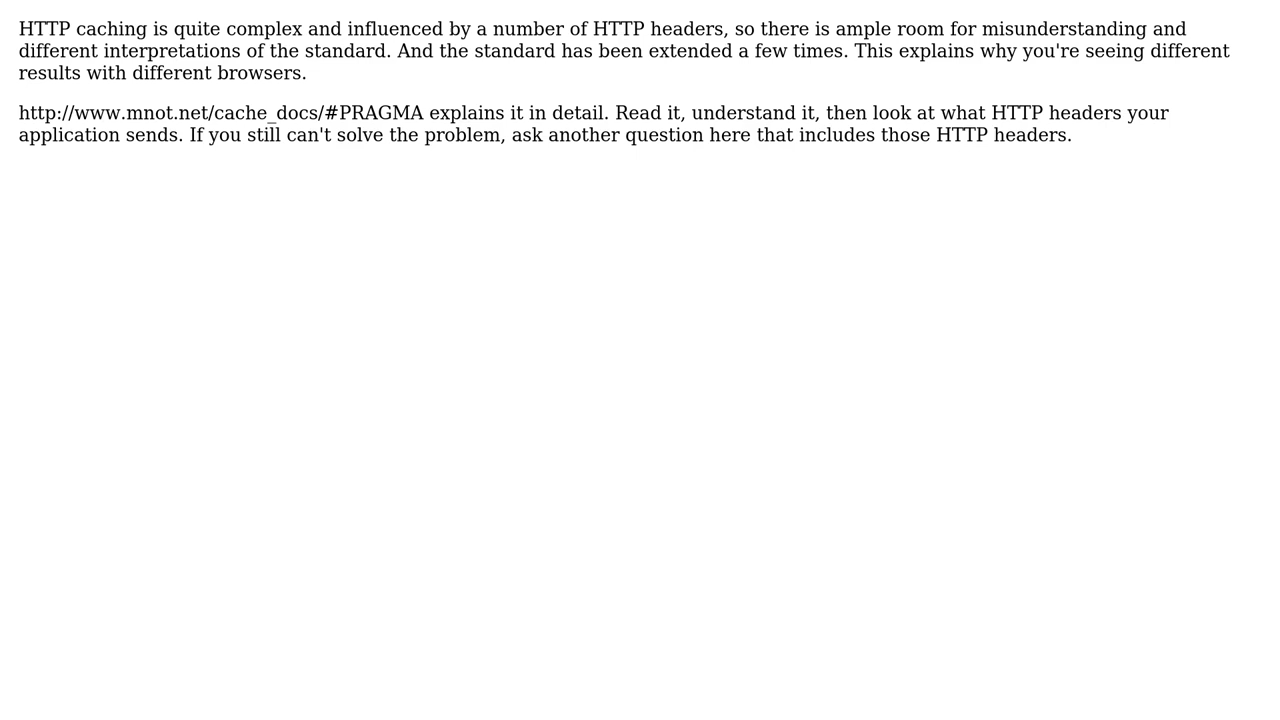 HTTP caching is quite complex and influenced by a number of HTTP headers, so there is ample room for misunderstanding and
different interpretations of the standard. And the standard has been extended a few times. This explains why you're seeing different
results with different browsers.
http://www.mnot.net/cache_docs/#PRAGMA explains it in detail. Read it, understand it, then look at what HTTP headers your
application sends. If you still can't solve the problem, ask another question here that includes those HTTP headers.